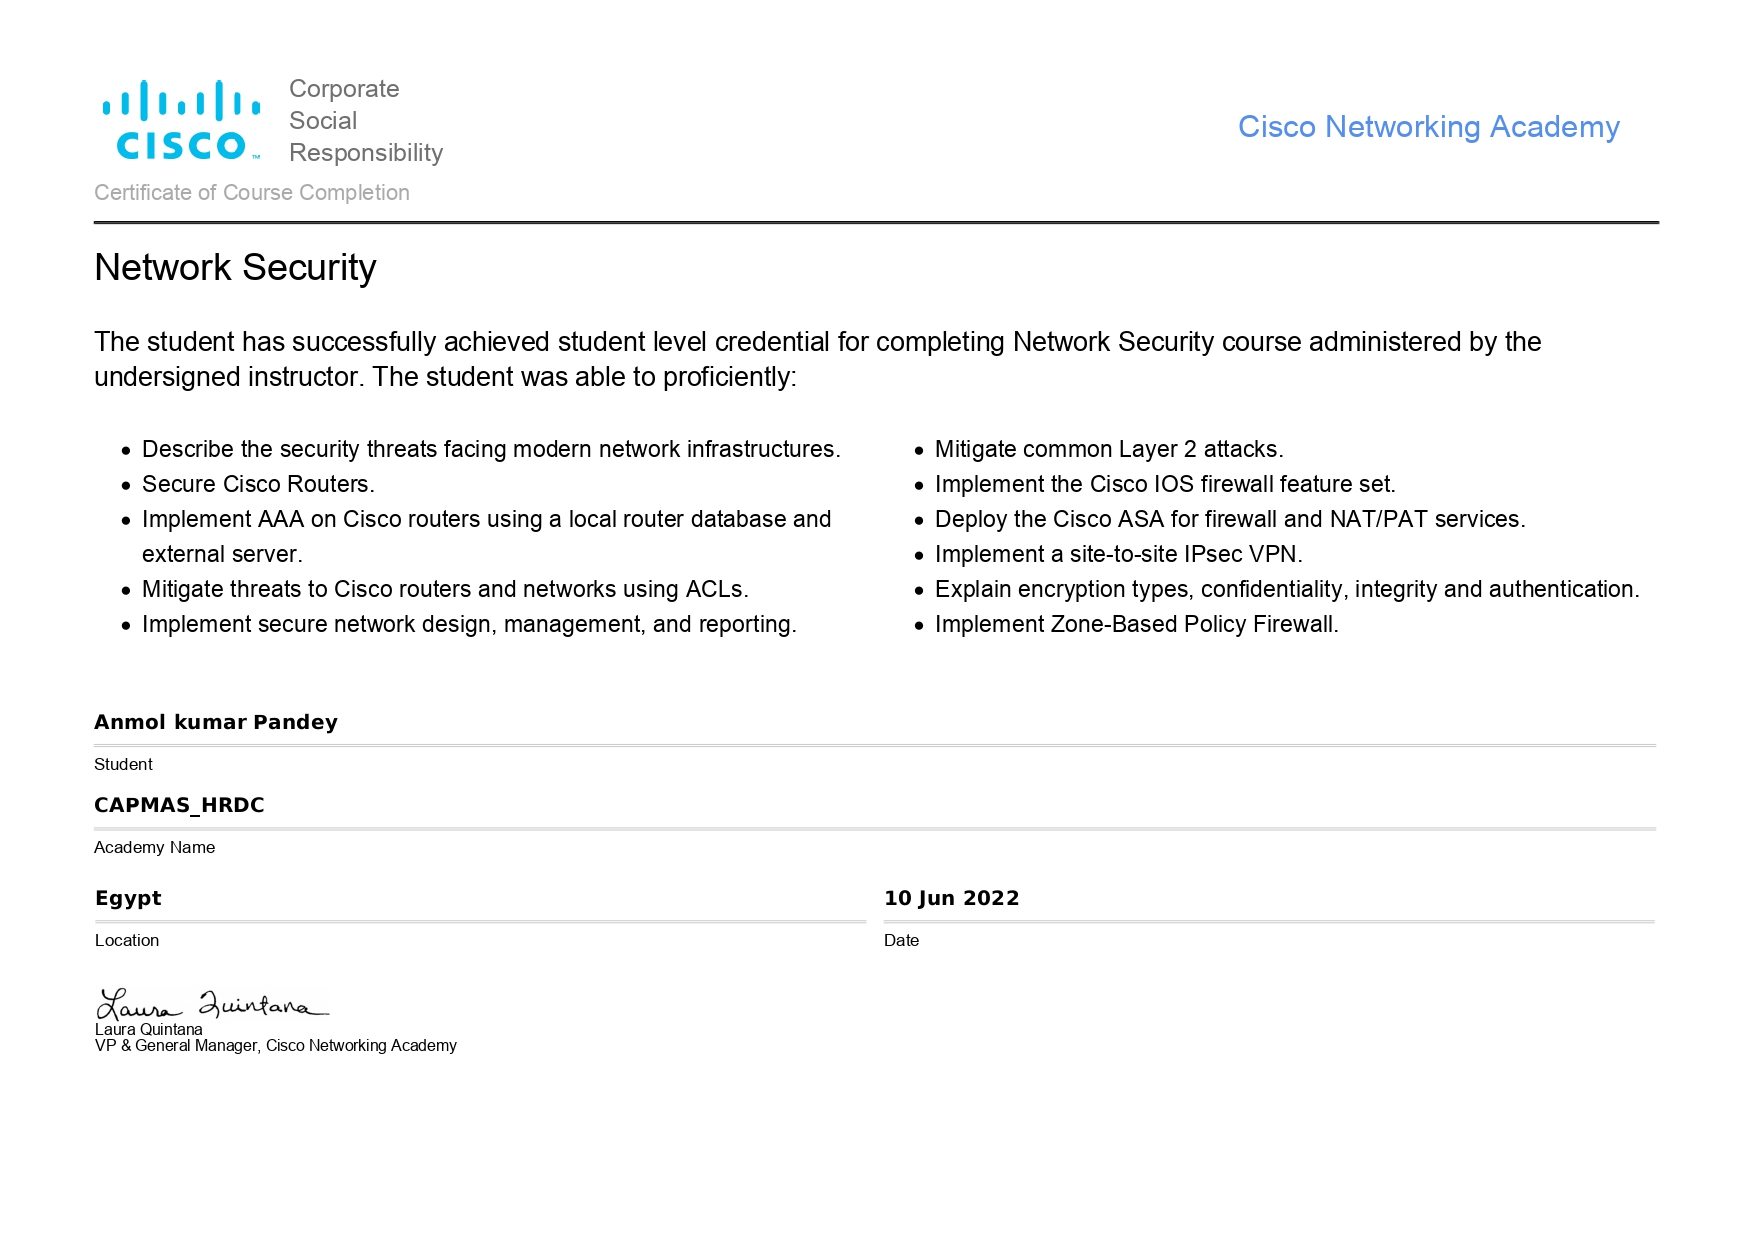 CISCO™
Corporate
Social
Responsibility
Cisco Networking Academy
Certificate of Course Completion
Network Security
The student has successfully achieved student level credential for completing Network Security course administered by the
undersigned instructor. The student was able to proficiently:
• Describe the security threats facing modern network infrastructures.
• Secure Cisco Routers.
• Implement AAA on Cisco routers using a local router database and
external server.
• Mitigate threats to Cisco routers and networks using ACLs.
• Implement secure network design, management, and reporting.
• Mitigate common Layer 2 attacks.
• Implement the Cisco IOS firewall feature set.
• Deploy the Cisco ASA for firewall and NAT/PAT services.
• Implement a site-to-site IPsec VPN.
• Explain encryption types, confidentiality, integrity and authentication.
• Implement Zone-Based Policy Firewall.
Anmol kumar Pandey
Student
CAPMAS_HRDC
Academy Name
Egypt
Location
10 Jun 2022
Date
Laura Quintana
Laura Quintana
VP & General Manager, Cisco Networking Academy